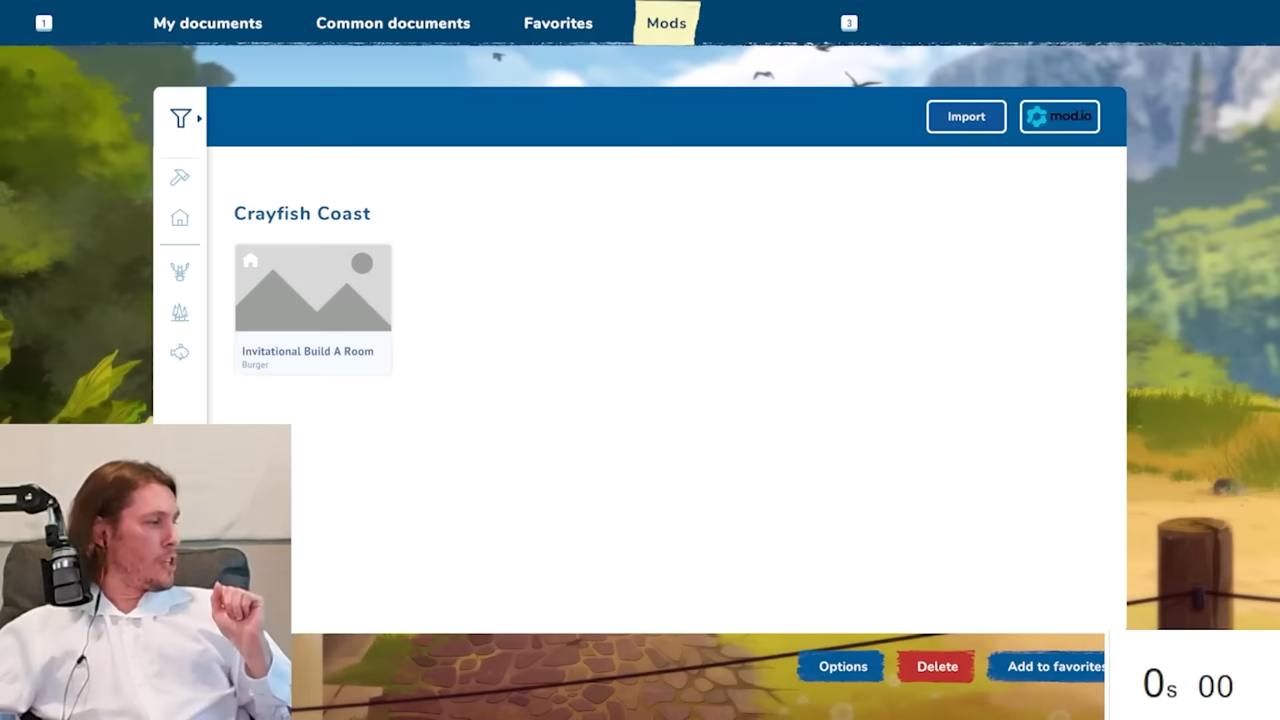 1
My documents
Common documents
Favorites
Mods
3
Import
mod.io
Crayfish Coast
Invitational Build A Room
Burger
Options
Delete
Add to favorites
0s 00